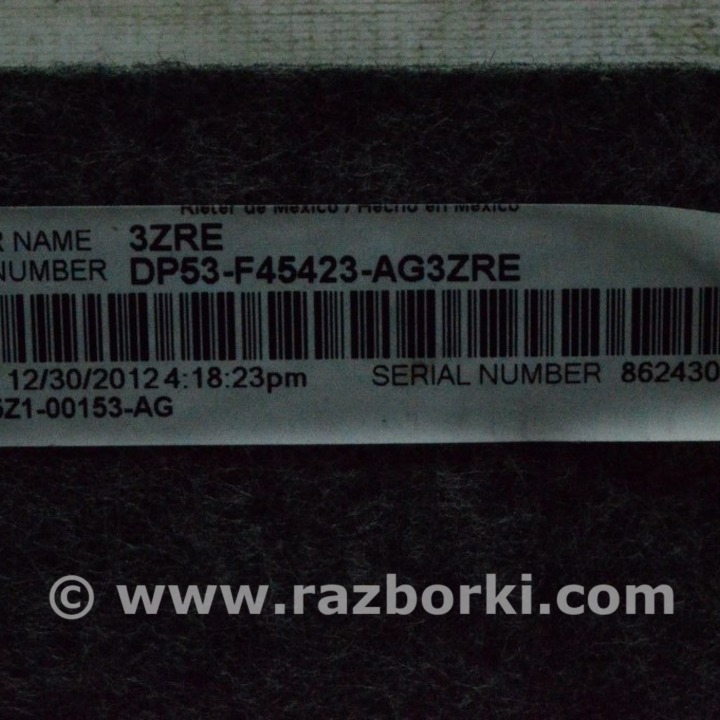 Rieter de Mexico / Hecho en Mexico
R NAME 3ZRE
NUMBER DP53-F45423-AG3ZRE
12/30/2012 4:18:23pm SERIAL NUMBER 862430
Z1-00153-AG
© www.razborki.com